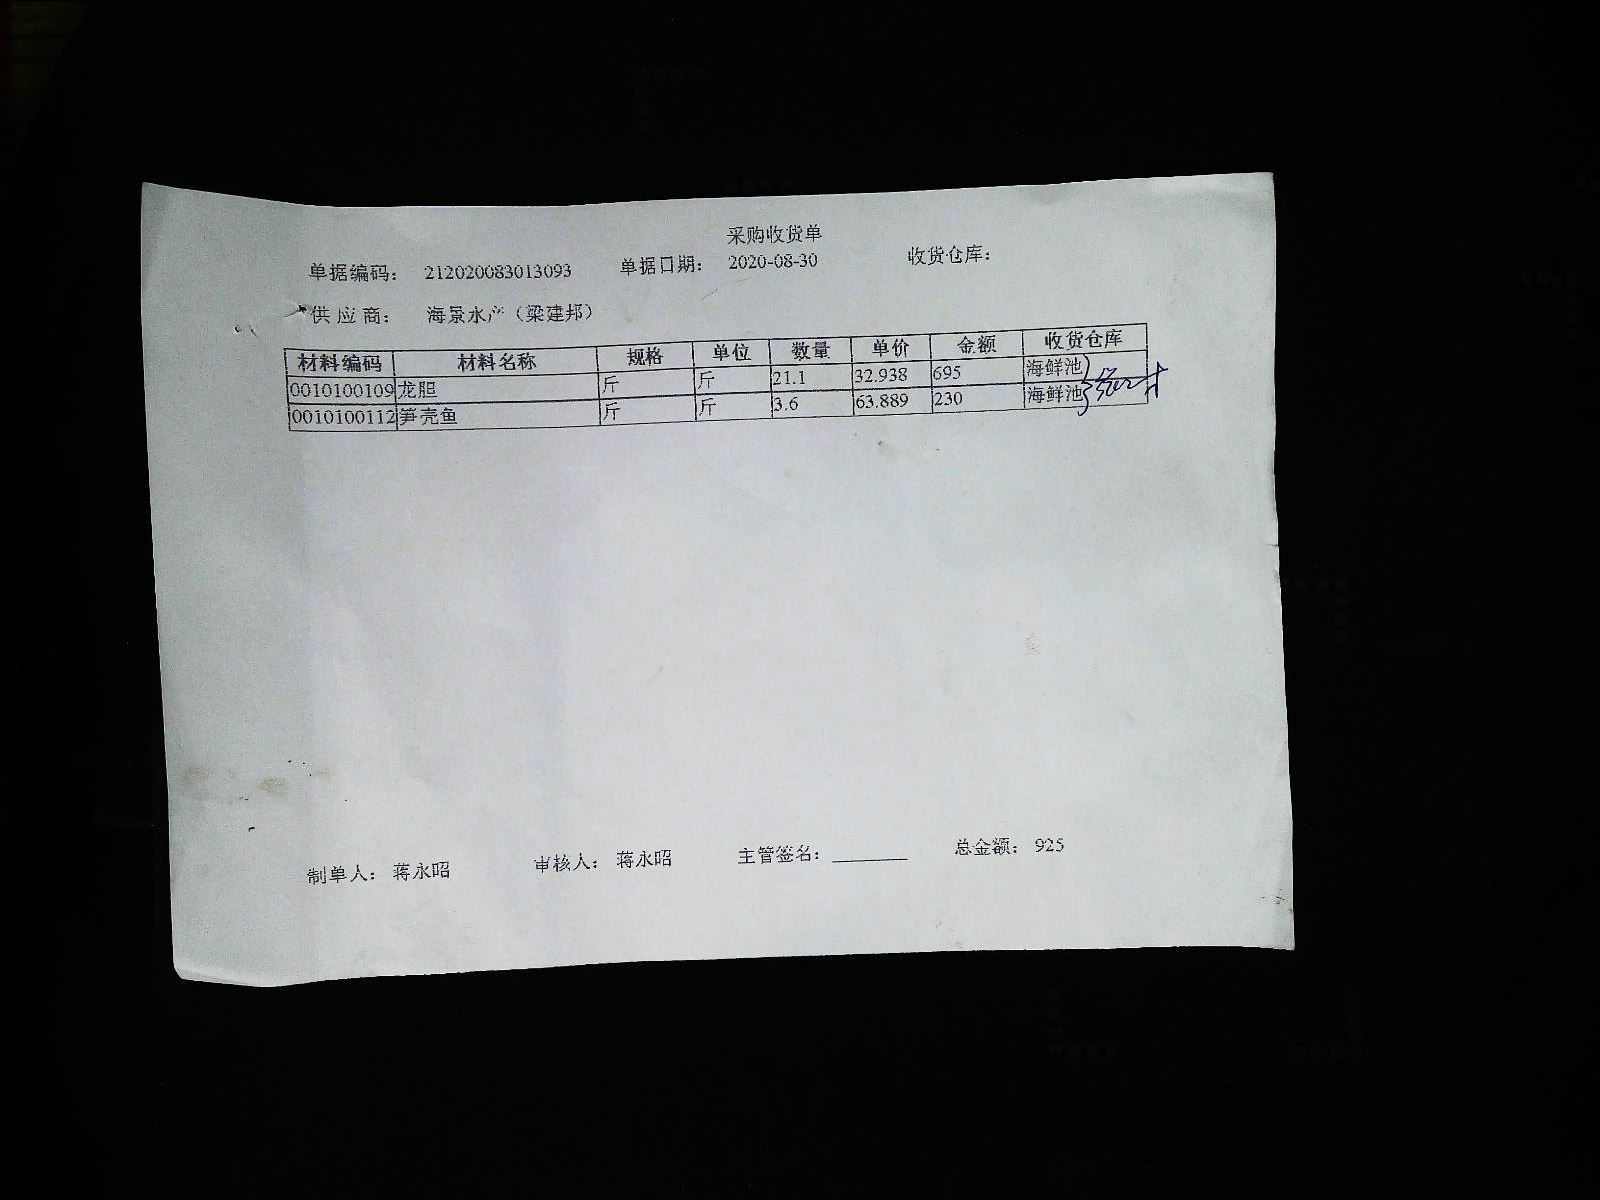 采购收货单
单据编码： 212020083013093 单据日期： 2020-08-30 收货仓库：
供应商： 海景水产（梁建邦）
材料编码 材料名称 规格 单位 数量 单价 金额 收货仓库
0010100109 龙胆 斤 斤 21.1 32.938 695 海鲜池
0010100112 笋壳鱼 斤 斤 3.6 63.889 230 海鲜池
制单人： 蒋永昭 审核人： 蒋永昭 主管签名： 总金额： 925